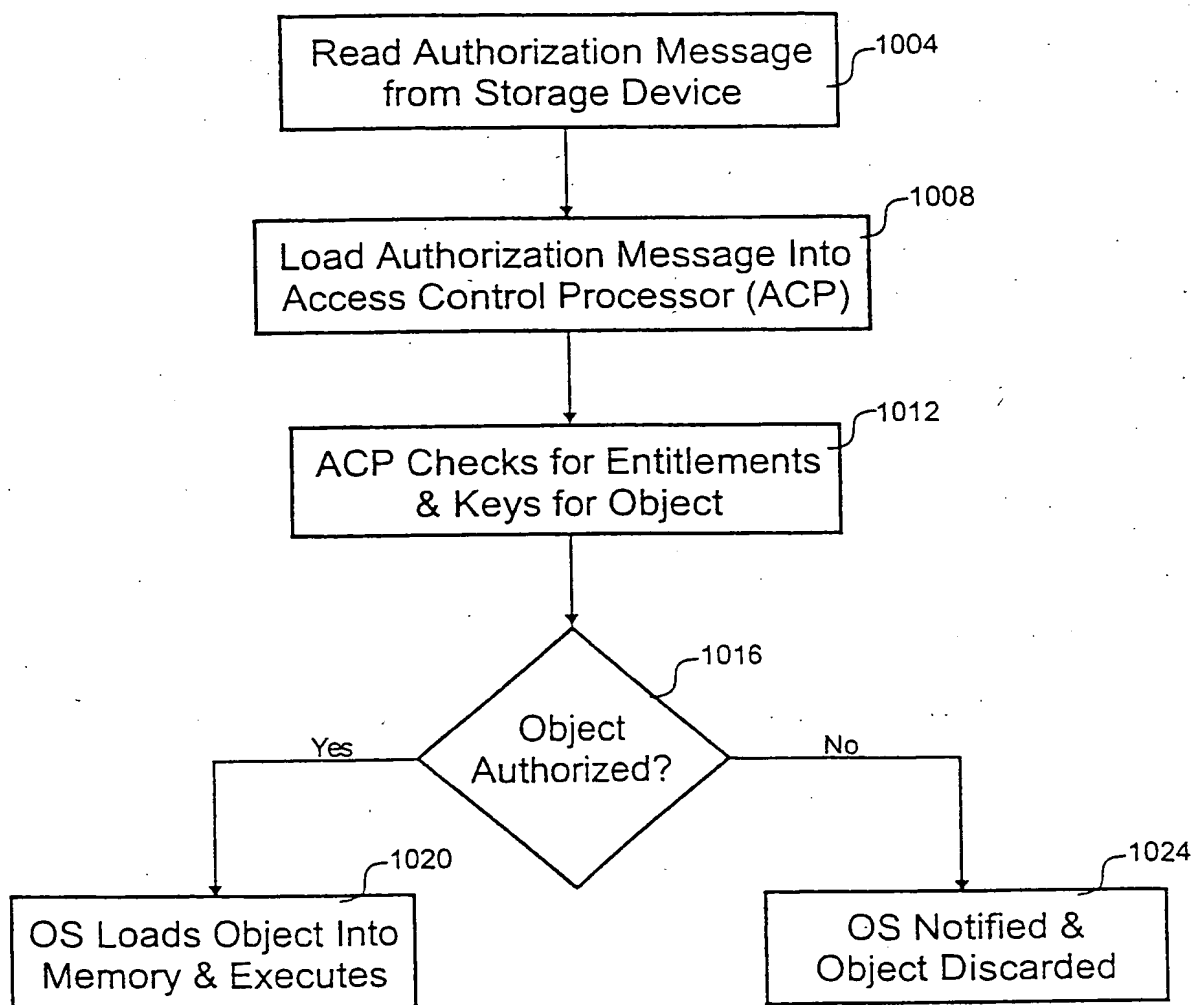 Read Authorization Message
from Storage Device
1004
Load Authorization Message Into
Access Control Processor (ACP)
1008
ACP Checks for Entitlements
& Keys for Object
1012
Object
Authorized?
1016
Yes
No
OS Loads Object Into
Memory & Executes
1020
OS Notified &
Object Discarded
1024